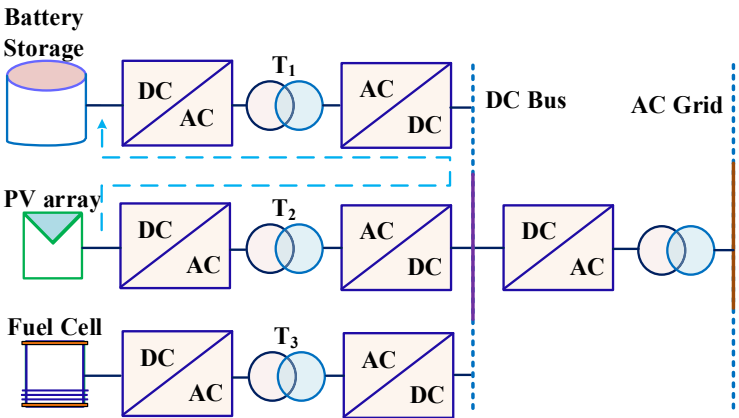 Battery
Storage
DC
AC
T1
AC
DC
DC Bus
AC Grid
PV array
DC
AC
T2
AC
DC
DC
AC
Fuel Cell
DC
AC
T3
AC
DC